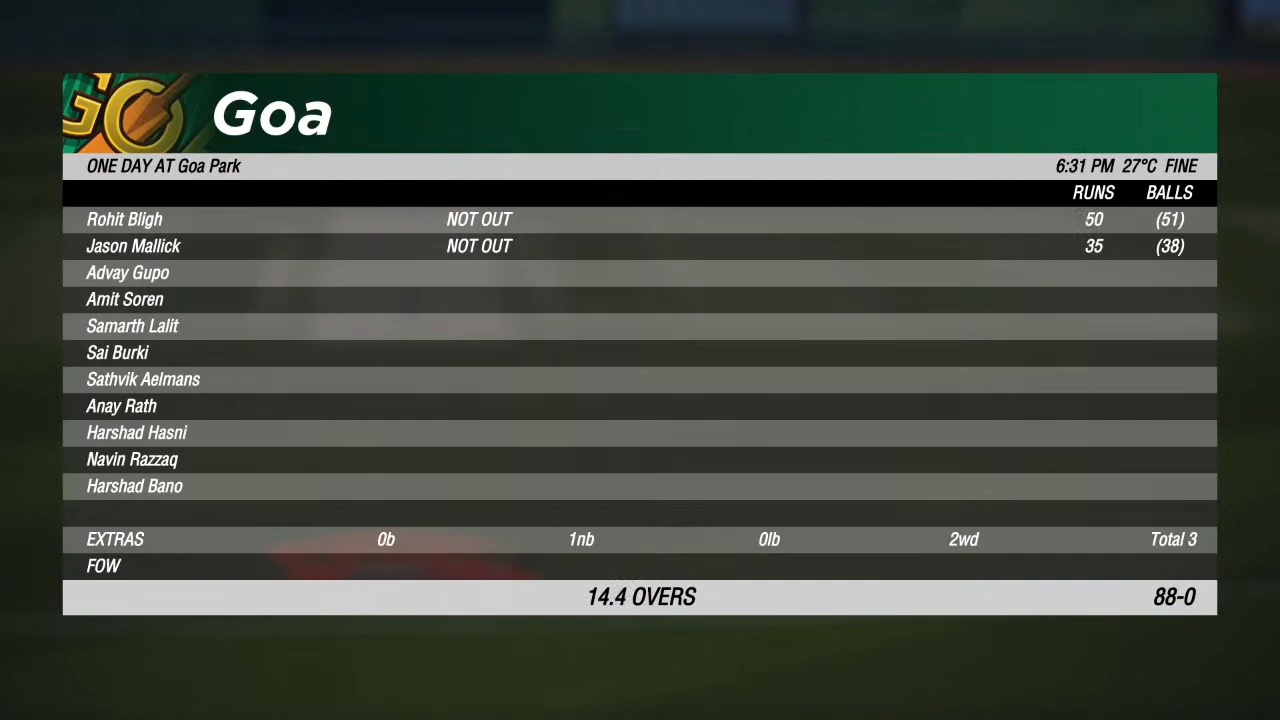 GO Goa
ONE DAY AT Goa Park 6:31 PM 27°C FINE
RUNS BALLS
Rohit Bligh NOT OUT 50 (51)
Jason Mallick NOT OUT 35 (38)
Advay Gupo
Amit Soren
Samarth Lalit
Sai Burki
Sathvik Aelmans
Anay Rath
Harshad Hasni
Navin Razzaq
Harshad Bano
EXTRAS 0b 1nb 0lb 2wd Total 3
FOW
14.4 OVERS 88-0